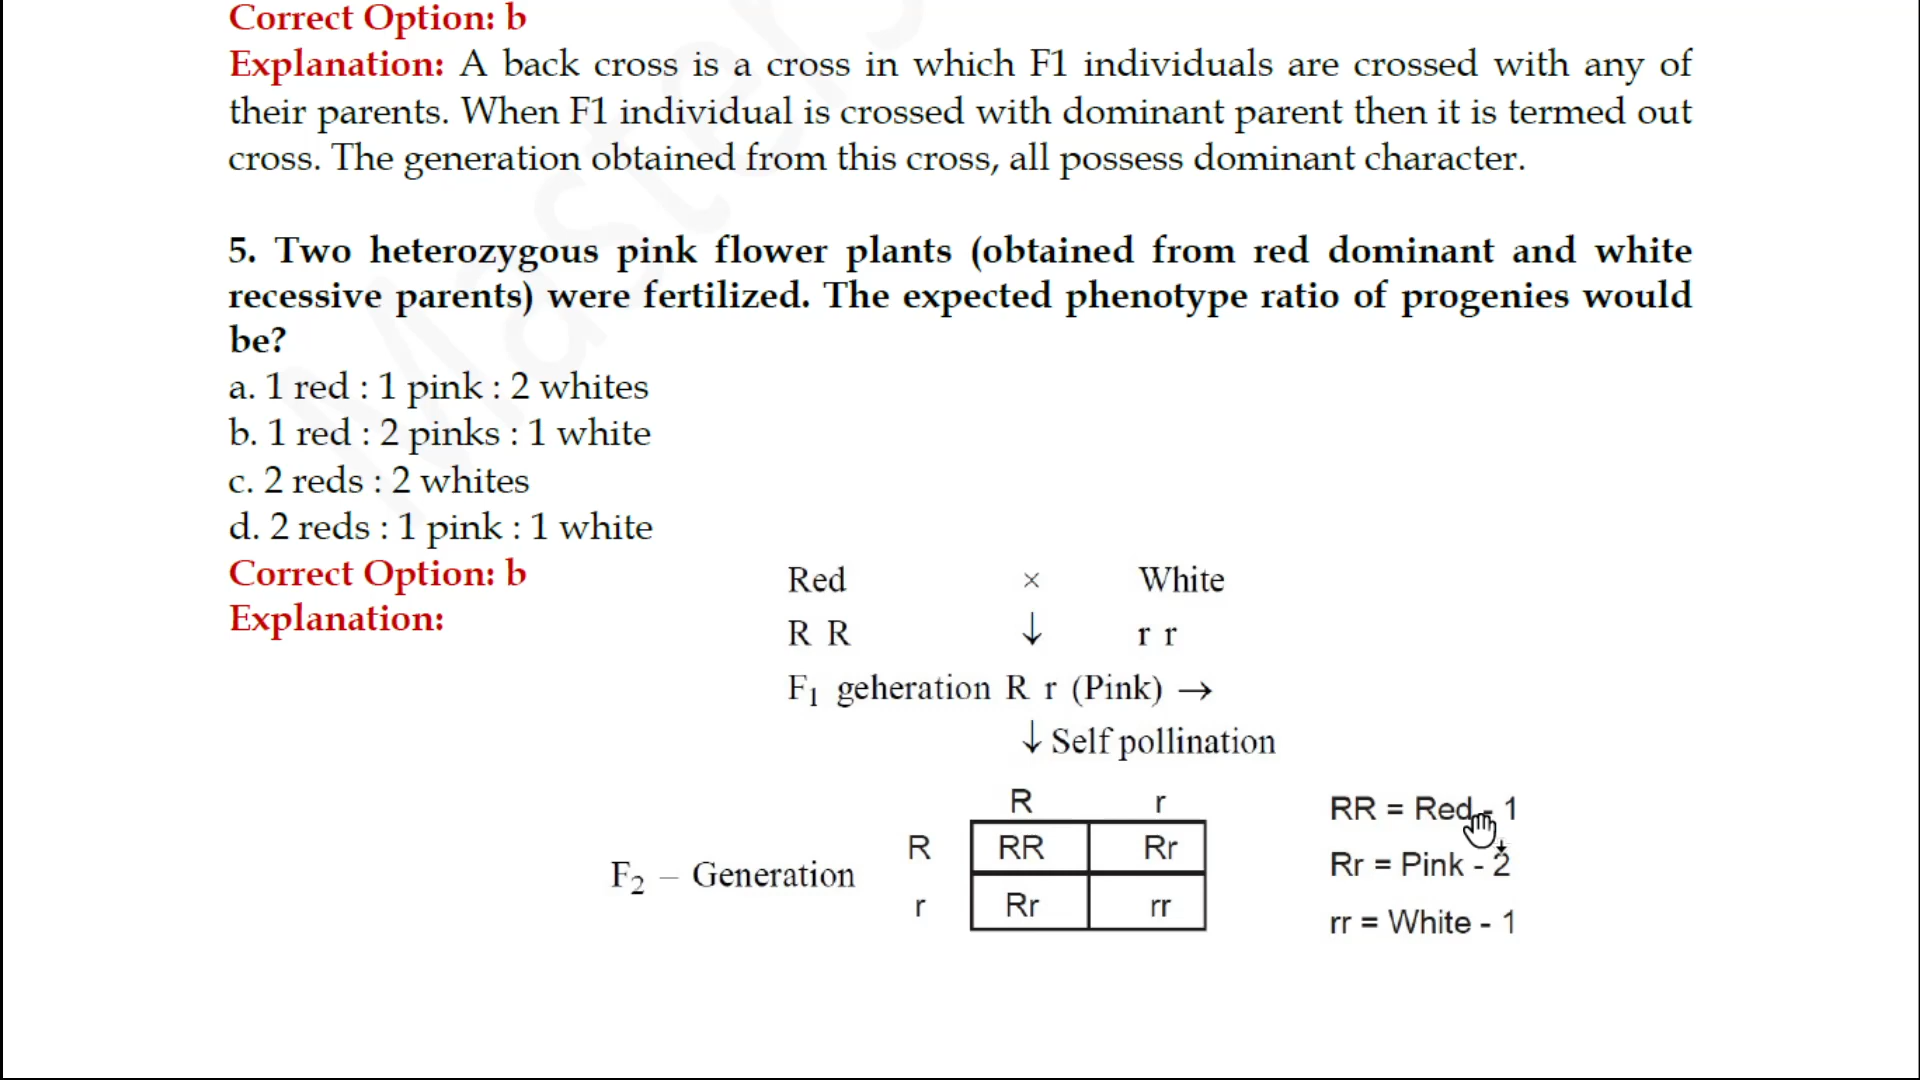 Correct Option: b
Explanation: A back cross is a cross in which F1 individuals are crossed with any of
their parents. When F1 individual is crossed with dominant parent then it is termed out
cross. The generation obtained from this cross, all possess dominant character.
5. Two heterozygous pink flower plants (obtained from red dominant and white
recessive parents) were fertilized. The expected phenotype ratio of progenies would
be?
a. 1 red : 1 pink : 2 whites
b. 1 red : 2 pinks : 1 white
c. 2 reds : 2 whites
d. 2 reds : 1 pink : 1 white
Correct Option: b
Explanation:
Red × White
R R ↓ r r
F₁ geheration R r (Pink) →
↓ Self pollination
R r
R RR Rr
F₂ – Generation
r Rr rr
RR = Red - 1
Rr = Pink - 2
rr = White - 1